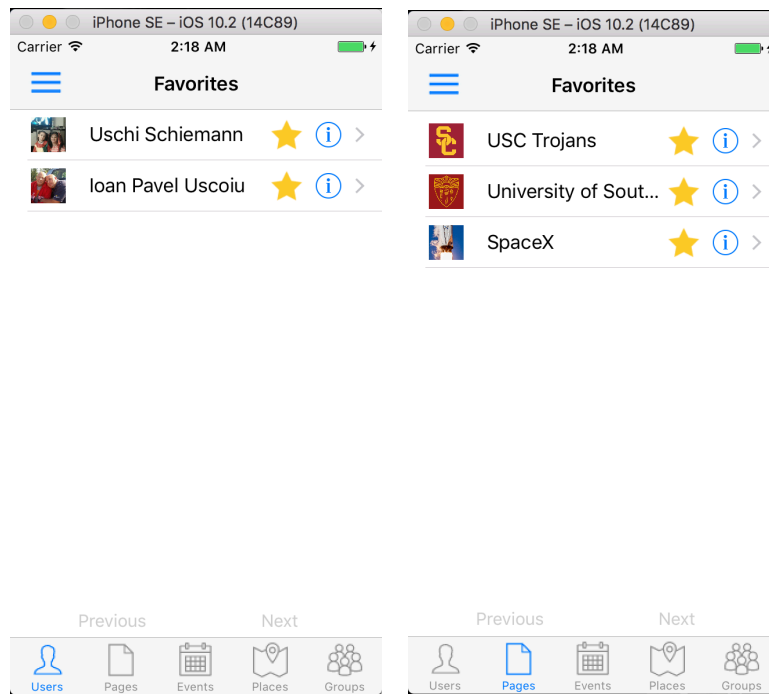 iPhone SE – iOS 10.2 (14C89)
Carrier 2:18 AM
Favorites
Uschi Schiemann
Ioan Pavel Uscoiu
Previous Next
Users Pages Events Places Groups
iPhone SE – iOS 10.2 (14C89)
Carrier 2:18 AM
Favorites
SC USC Trojans
University of Sout...
SpaceX
Previous Next
Users Pages Events Places Groups